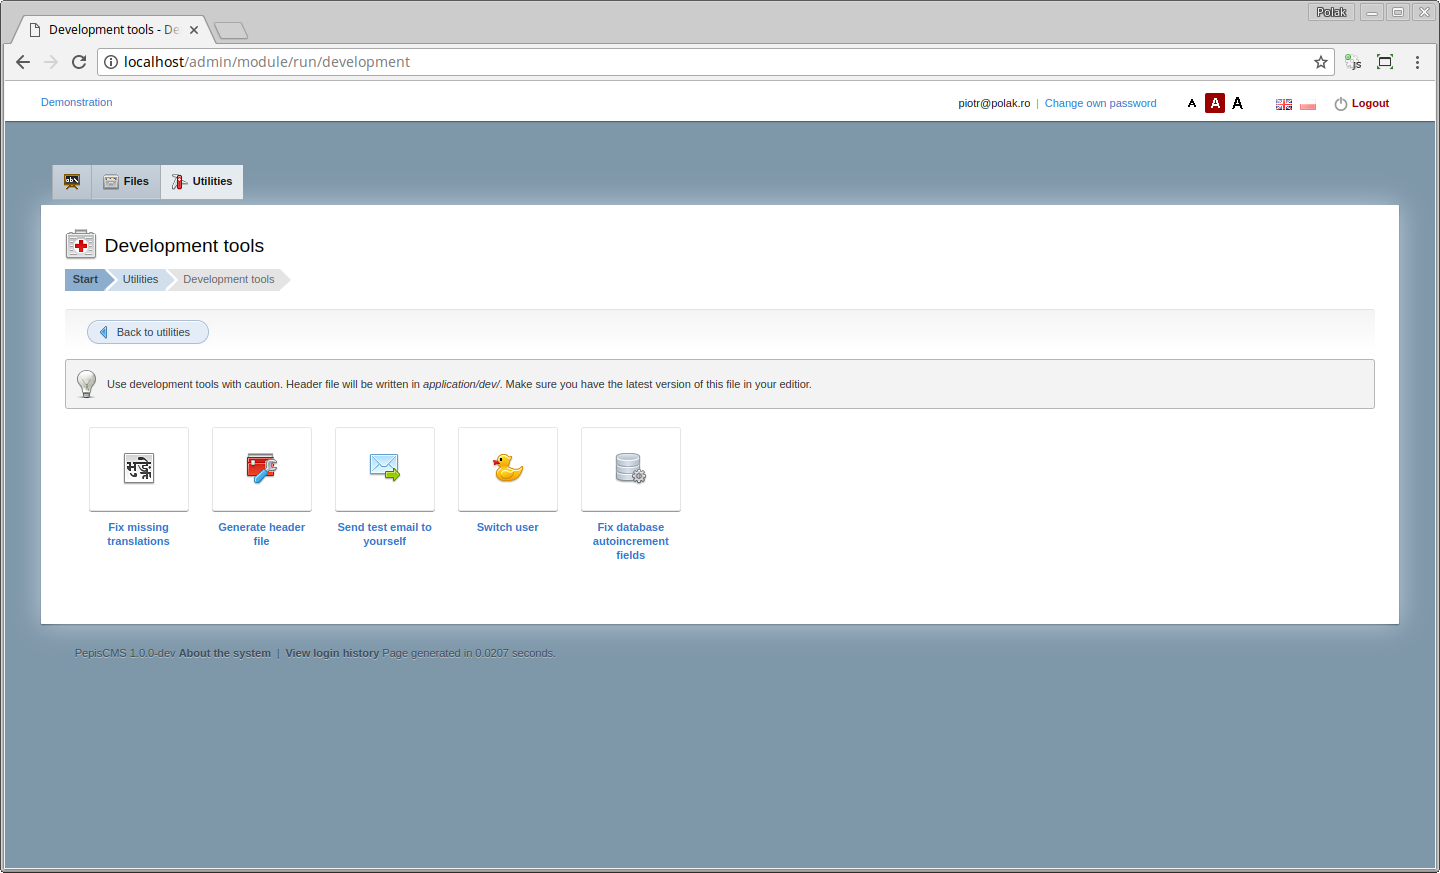 Polak
Development tools - De
localhost/admin/module/run/development
js
Demonstration
piotr@polak.ro | Change own password A A A Logout
Files Utilities
Development tools
Start Utilities Development tools
Back to utilities
Use development tools with caution. Header file will be written in application/dev/. Make sure you have the latest version of this file in your editior.
Fix missing
translations
Generate header
file
Send test email to
yourself
Switch user
Fix database
autoincrement
fields
PepisCMS 1.0.0-dev About the system | View login history Page generated in 0.0207 seconds.